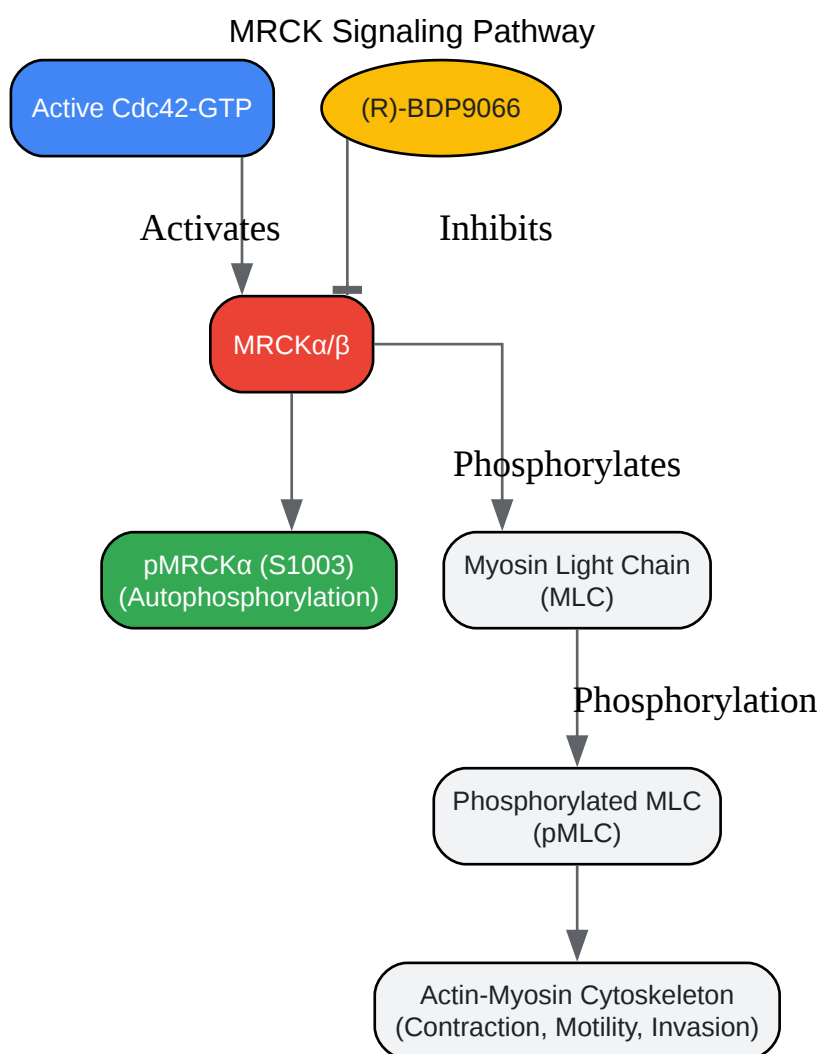 MRCK Signaling Pathway
Active Cdc42-GTP
(R)-BDP9066
Activates
Inhibits
MRCKα/β
Phosphorylates
pMRCKα (S1003)
(Autophosphorylation)
Myosin Light Chain
(MLC)
Phosphorylation
Phosphorylated MLC
(pMLC)
Actin-Myosin Cytoskeleton
(Contraction, Motility, Invasion)